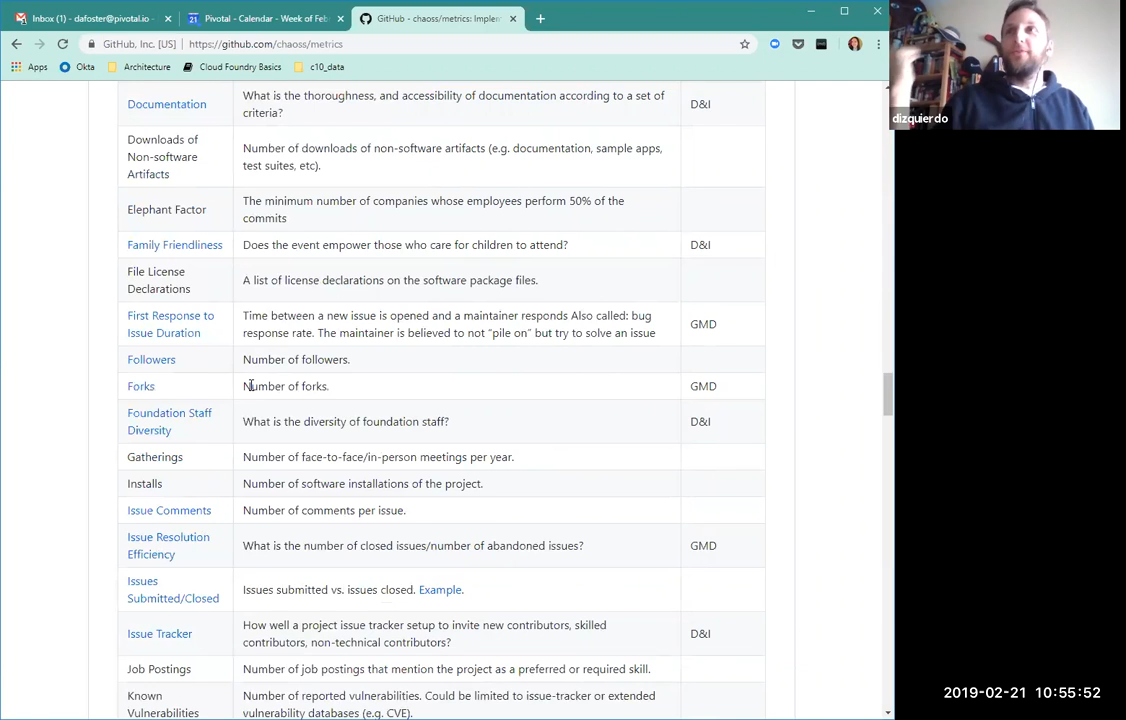 Inbox (1) - dafoster@pivotal.io -
Pivotal - Calendar - Week of Feb
GitHub - chaoss/metrics: Implem
GitHub, Inc. [US] | https://github.com/chaoss/metrics
Apps Okta Architecture Cloud Foundry Basics c10_data
dizquierdo
Documentation What is the thoroughness, and accessibility of documentation according to a set of D&I
criteria?
Downloads of
Non-software
Artifacts
Number of downloads of non-software artifacts (e.g. documentation, sample apps,
test suites, etc).
Elephant Factor The minimum number of companies whose employees perform 50% of the
commits
Family Friendliness Does the event empower those who care for children to attend? D&I
File License
Declarations
A list of license declarations on the software package files.
First Response to
Issue Duration
Time between a new issue is opened and a maintainer responds Also called: bug
response rate. The maintainer is believed to not "pile on" but try to solve an issue
GMD
Followers Number of followers.
Forks Number of forks. GMD
Foundation Staff
Diversity
What is the diversity of foundation staff? D&I
Gatherings Number of face-to-face/in-person meetings per year.
Installs Number of software installations of the project.
Issue Comments Number of comments per issue.
Issue Resolution
Efficiency
What is the number of closed issues/number of abandoned issues? GMD
Issues
Submitted/Closed
Issues submitted vs. issues closed. Example.
Issue Tracker How well a project issue tracker setup to invite new contributors, skilled
contributors, non-technical contributors?
D&I
Job Postings Number of job postings that mention the project as a preferred or required skill.
Known
Vulnerabilities
Number of reported vulnerabilities. Could be limited to issue-tracker or extended
vulnerability databases (e.g. CVE).
2019-02-21 10:55:52